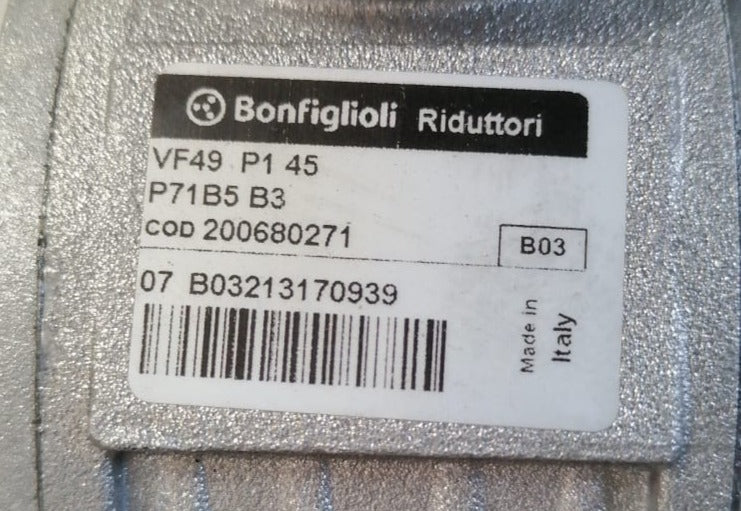 Bonfiglioli Riduttori
VF49 P1 45
P71B5 B3
COD 200680271
B03
07 B03213170939
Made in
Italy